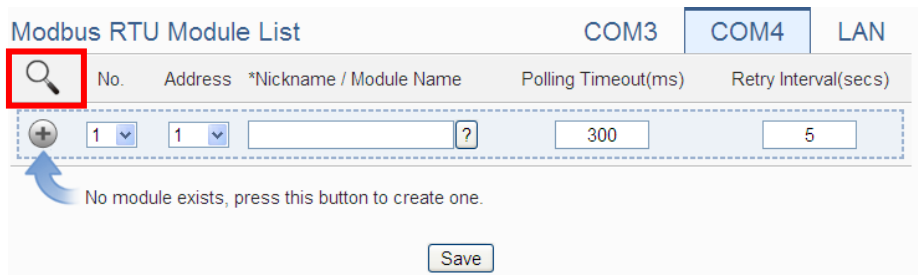 Modbus RTU Module List COM3 COM4 LAN
No. Address *Nickname / Module Name Polling Timeout(ms) Retry Interval(secs)
1 1 ? 300 5
No module exists, press this button to create one.
Save